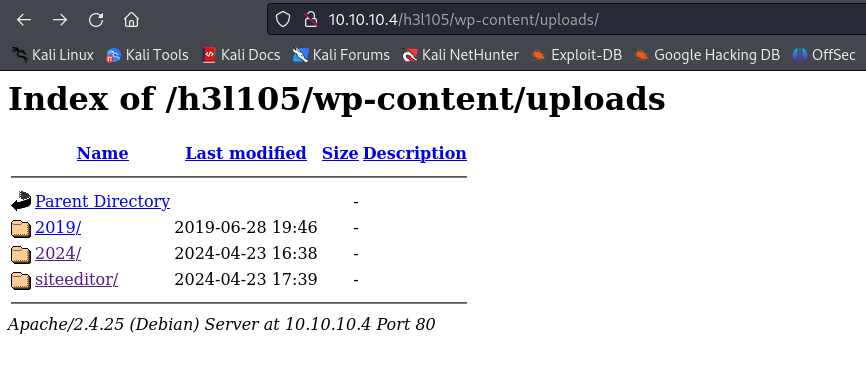 10.10.10.4/h3l105/wp-content/uploads/
Kali Linux Kali Tools Kali Docs Kali Forums Kali NetHunter Exploit-DB Google Hacking DB OffSec
Index of /h3l105/wp-content/uploads
Name Last modified Size Description
Parent Directory -
2019/ 2019-06-28 19:46 -
2024/ 2024-04-23 16:38 -
siteeditor/ 2024-04-23 17:39 -
Apache/2.4.25 (Debian) Server at 10.10.10.4 Port 80